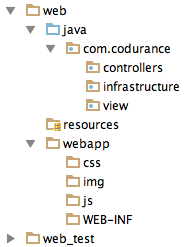 web
java
com.codurance
controllers
infrastructure
view
resources
webapp
css
img
js
WEB-INF
web_test